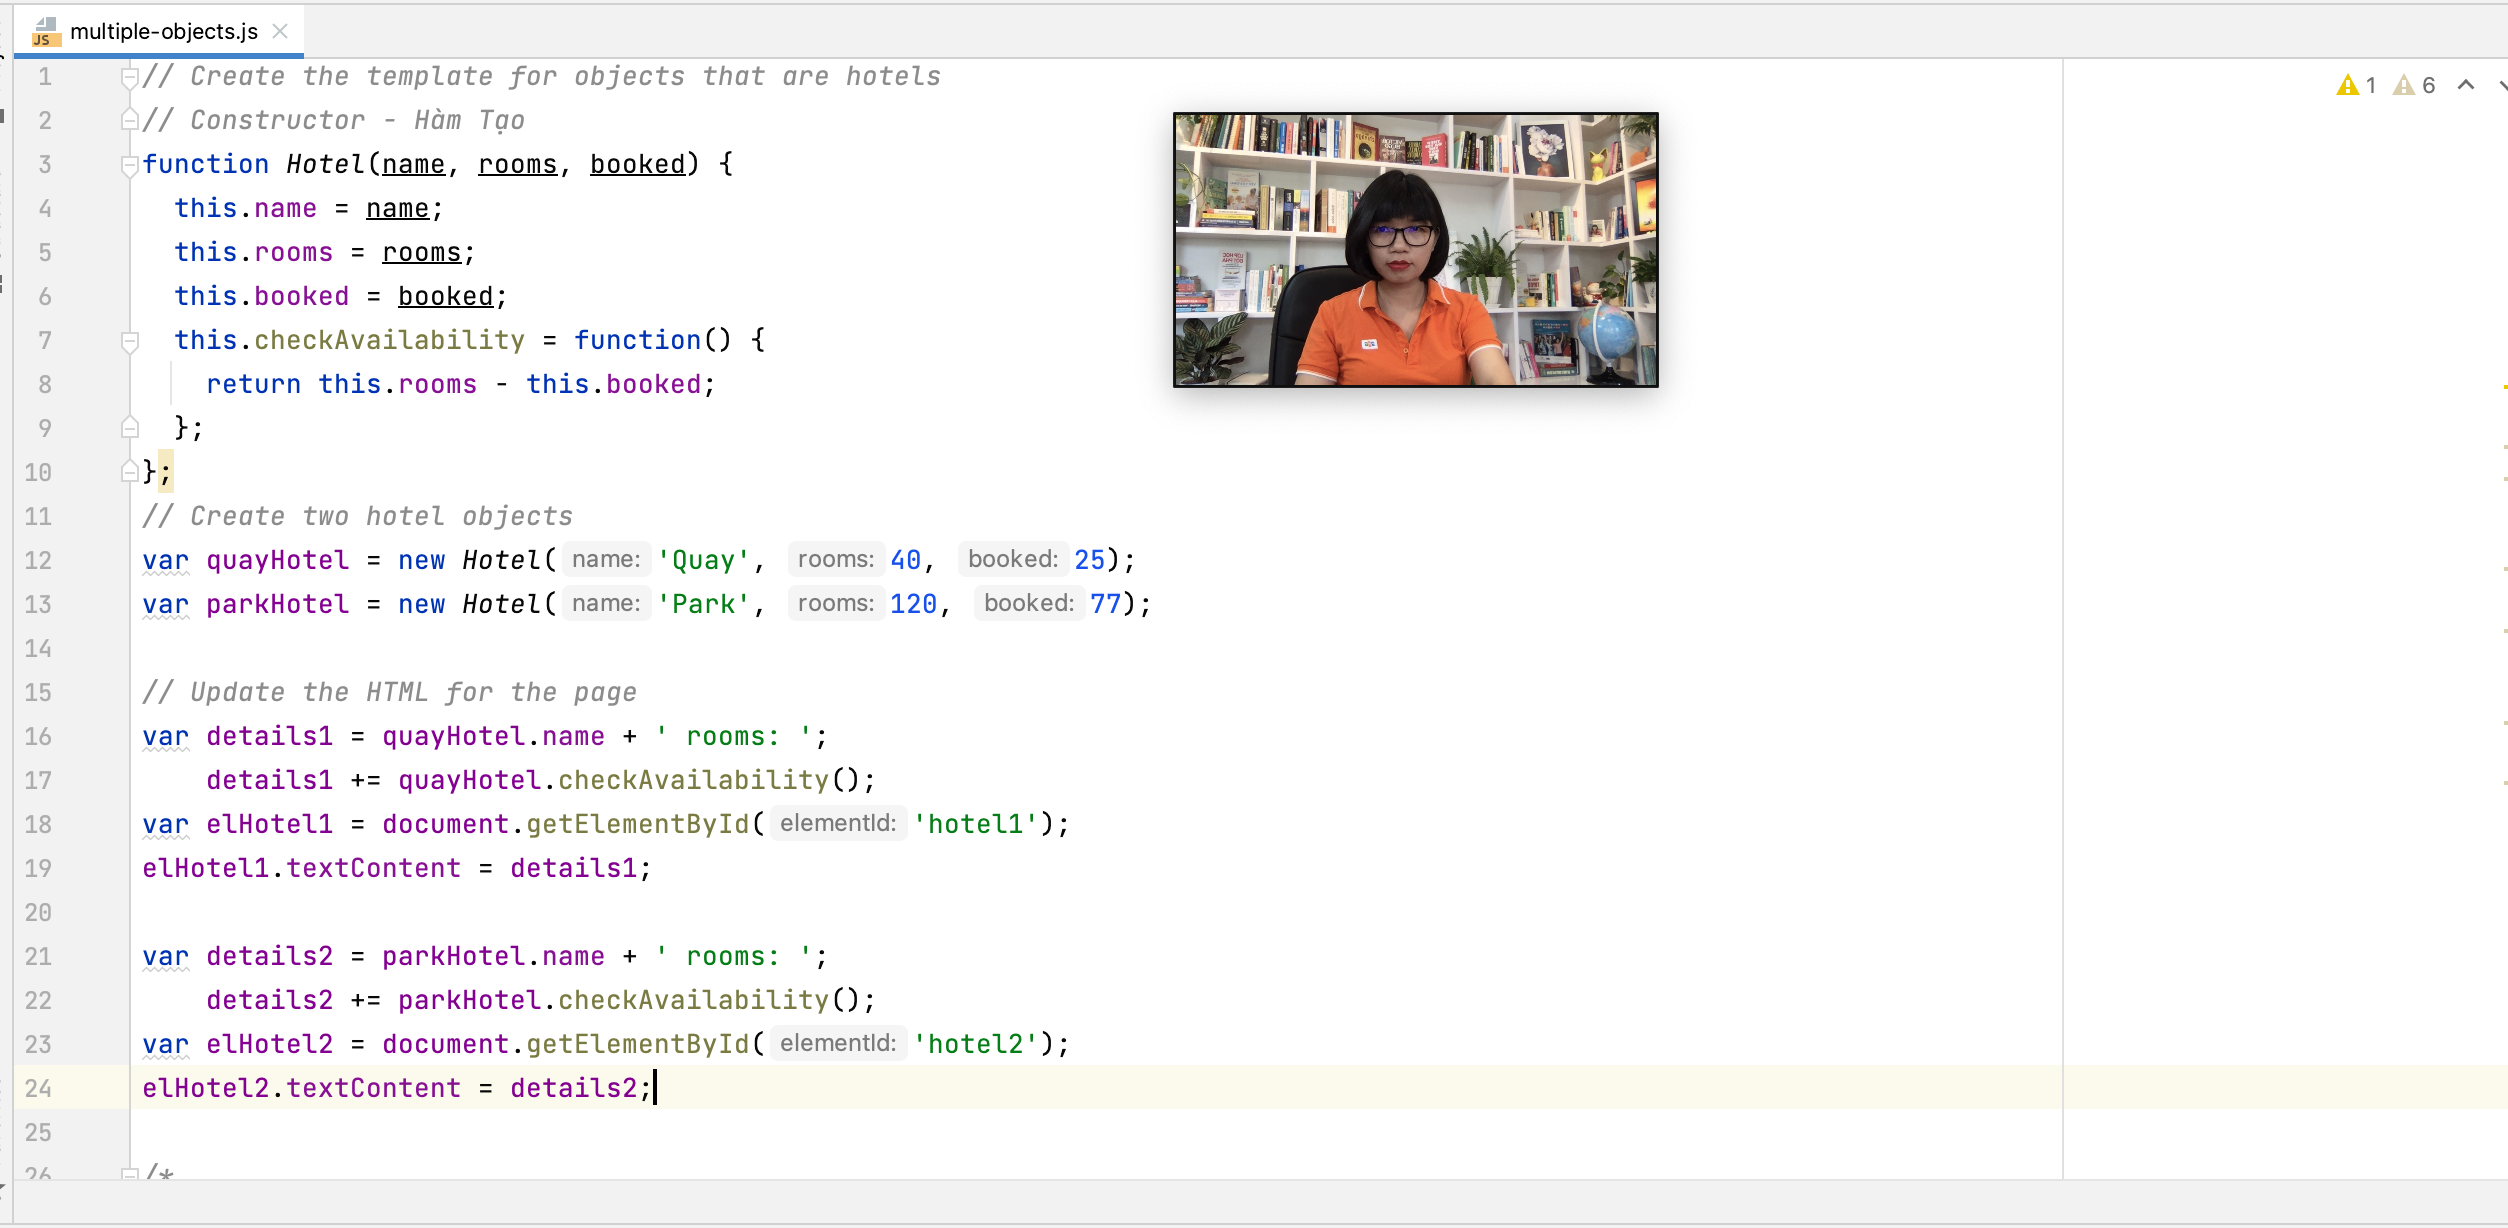 multiple-objects.js
1 // Create the template for objects that are hotels
2 // Constructor - Hàm Tạo
3 function Hotel(name, rooms, booked) {
4 this.name = name;
5 this.rooms = rooms;
6 this.booked = booked;
7 this.checkAvailability = function() {
8 return this.rooms - this.booked;
9 };
10 };
11 // Create two hotel objects
12 var quayHotel = new Hotel( name: 'Quay', rooms: 40, booked: 25);
13 var parkHotel = new Hotel( name: 'Park', rooms: 120, booked: 77);
14
15 // Update the HTML for the page
16 var details1 = quayHotel.name + ' rooms: ';
17 details1 += quayHotel.checkAvailability();
18 var elHotel1 = document.getElementById( elementId: 'hotel1');
19 elHotel1.textContent = details1;
20
21 var details2 = parkHotel.name + ' rooms: ';
22 details2 += parkHotel.checkAvailability();
23 var elHotel2 = document.getElementById( elementId: 'hotel2');
24 elHotel2.textContent = details2;
25
26 /*
1 6
JS